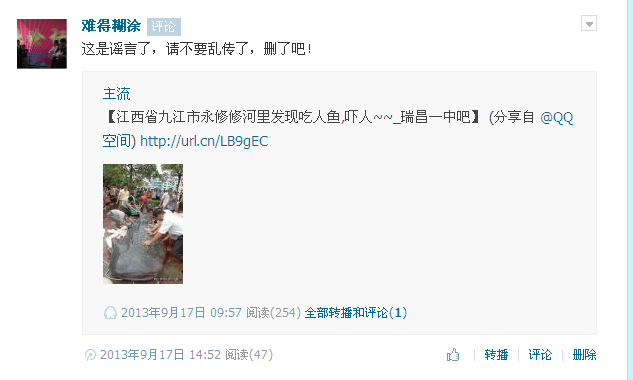 难得糊涂 评论
这是谣言了，请不要乱传了，删了吧！
主流
【江西省九江市永修修河里发现吃人鱼,吓人~~_瑞昌一中吧】 (分享自 @QQ
空间) http://url.cn/LB9gEC
2013年9月17日 09:57 阅读(254) 全部转播和评论(1)
2013年9月17日 14:52 阅读(47) 转播 评论 删除